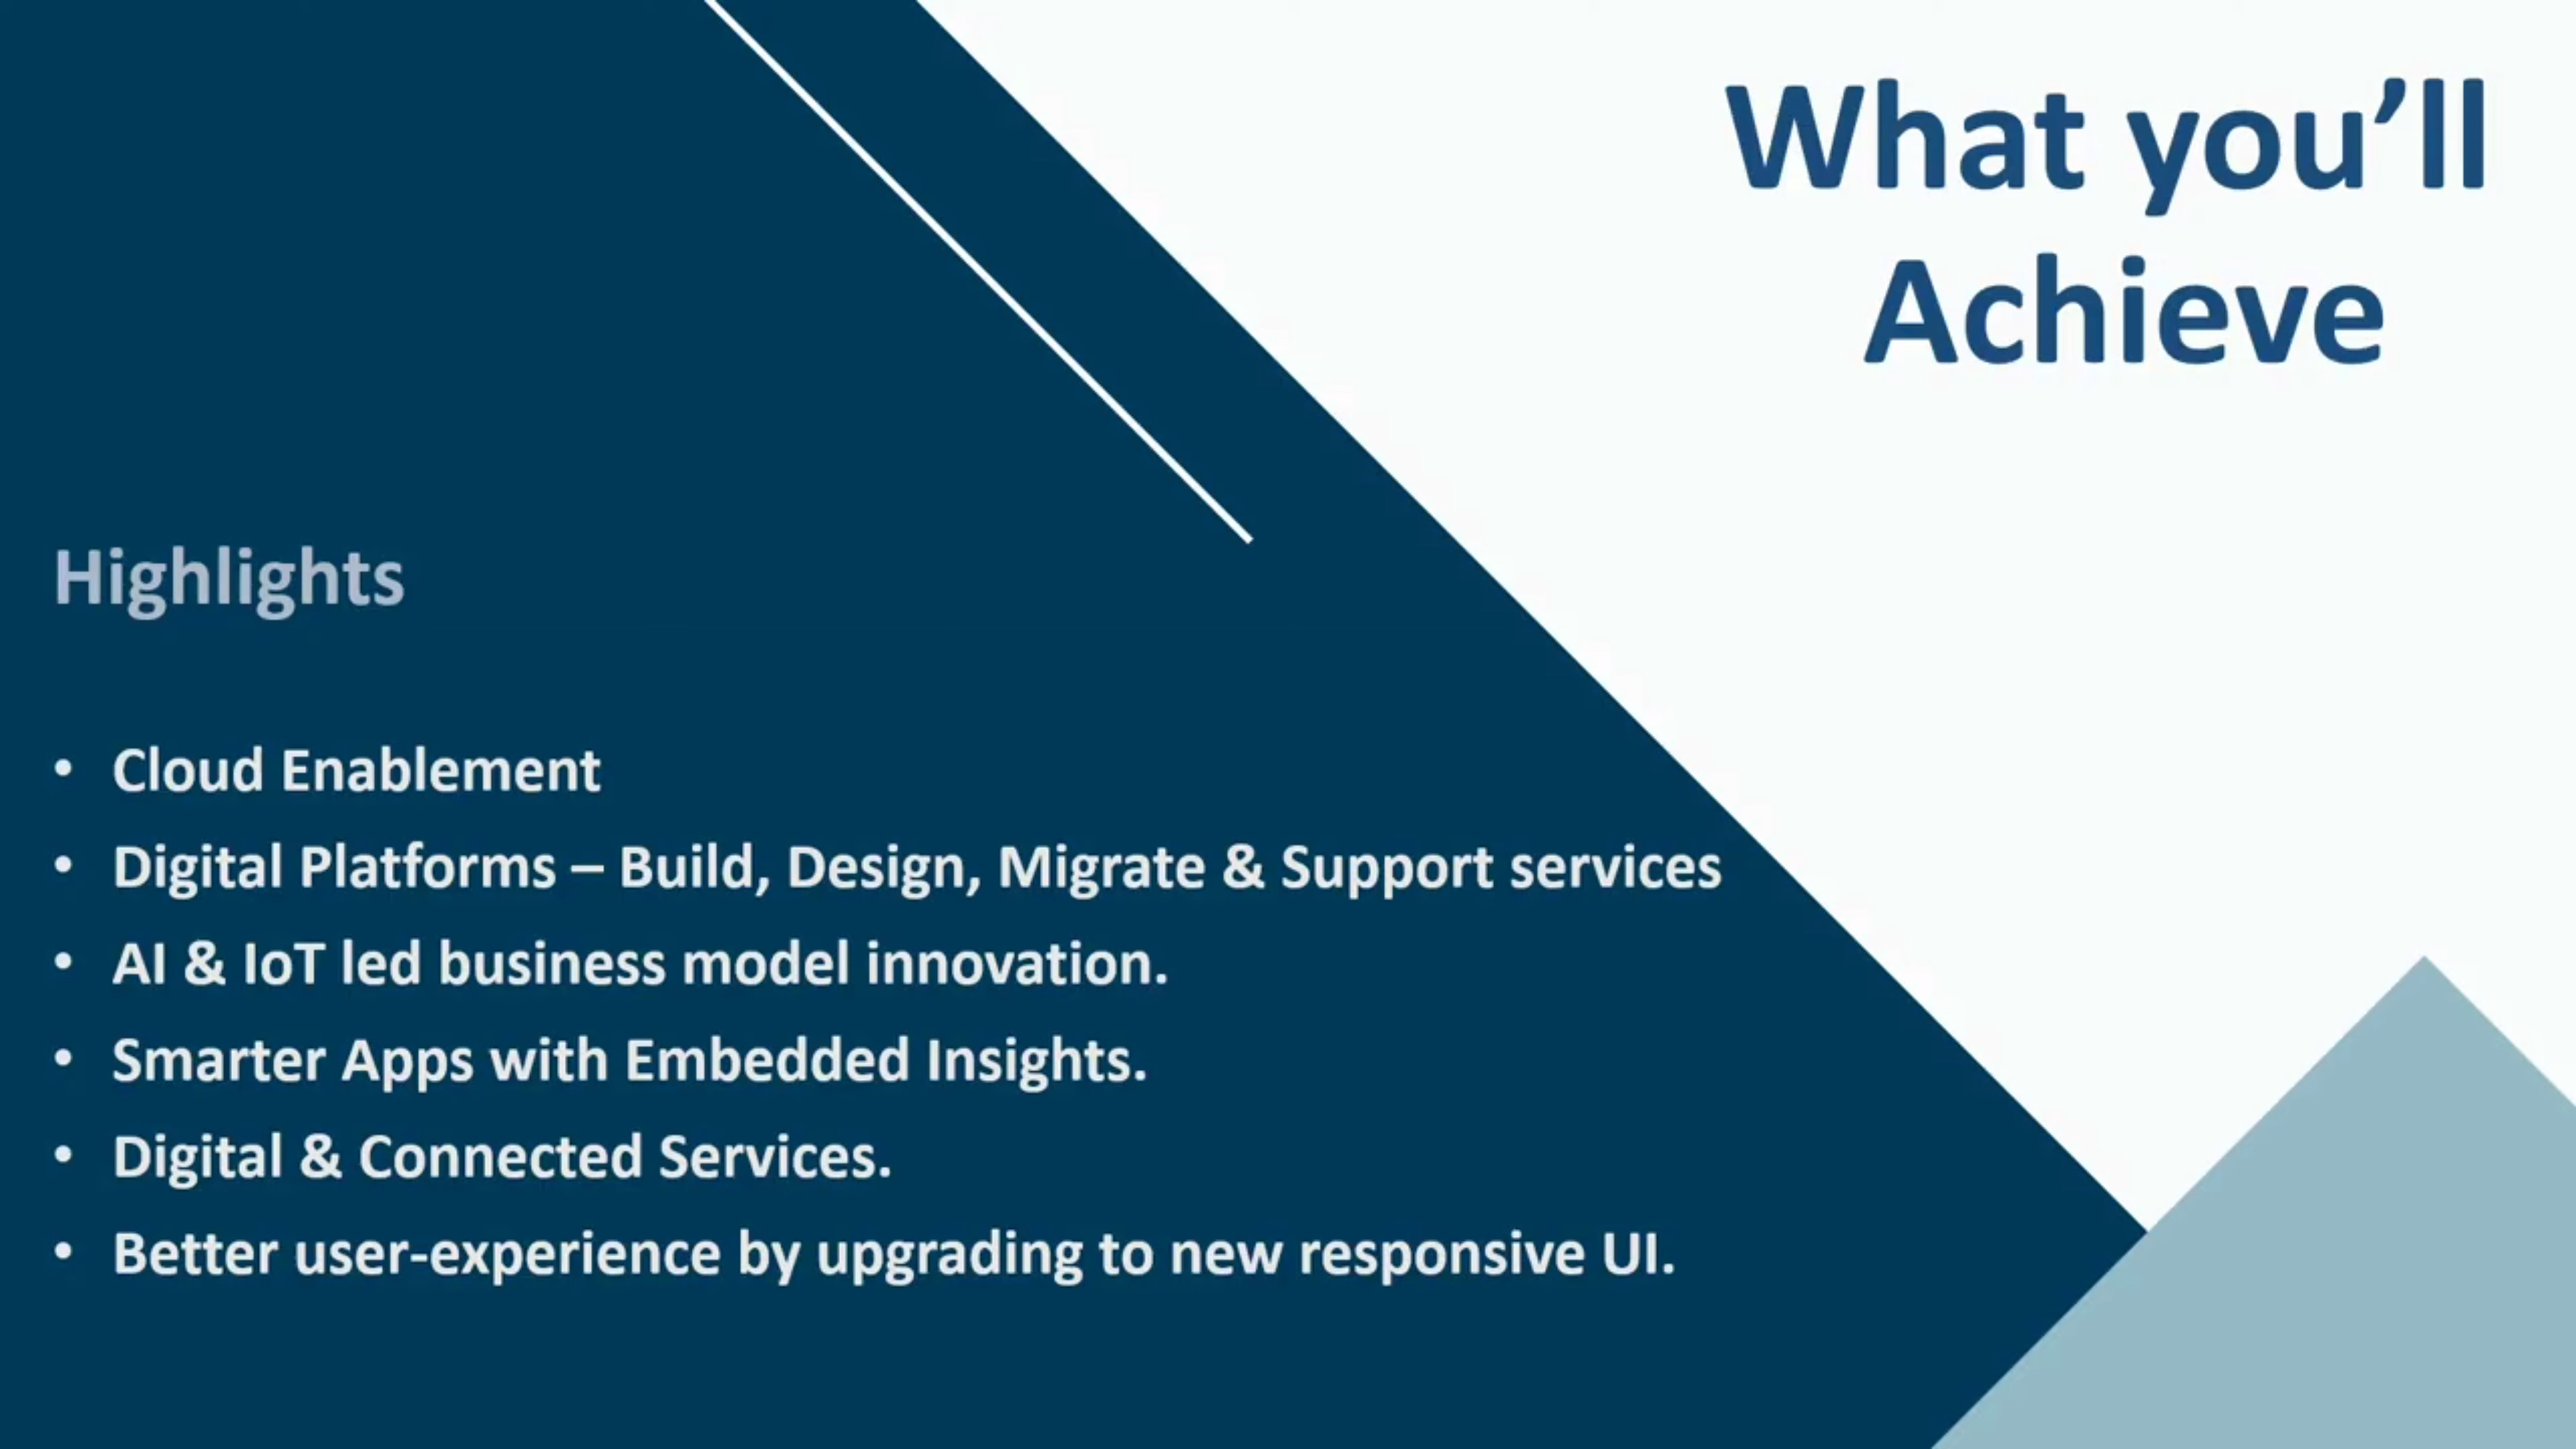 What you’ll
Achieve
Highlights
• Cloud Enablement
• Digital Platforms – Build, Design, Migrate & Support services
• AI & IoT led business model innovation.
• Smarter Apps with Embedded Insights.
• Digital & Connected Services.
• Better user-experience by upgrading to new responsive UI.